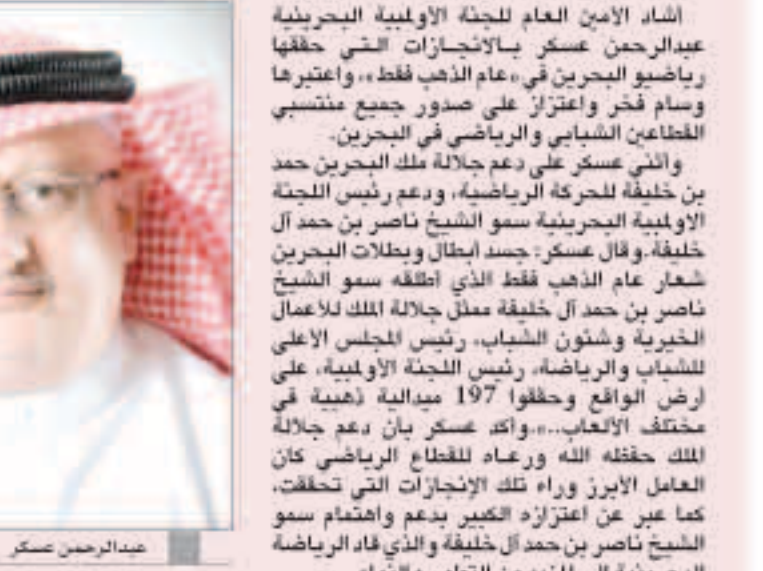 أشاد الأمين العام للجنة الأولمبية البحرينية
عبدالرحمن عسكر بالانجازات التي حققها
رياضيو البحرين في «عام الذهب فقط»، واعتبرها
وسام فخر واعتزاز على صدور جميع منتسبي
القطاعين الشبابي والرياضي في البحرين.
وأثنى عسكر على دعم جلالة ملك البحرين حمد
بن خليفة للحركة الرياضية، ودعم رئيس اللجنة
الاولمبية البحرينية سمو الشيخ ناصر بن حمد آل
خليفة.وقال عسكر: جسد أبطال وبطلات البحرين
شعار عام الذهب فقط الذي أطلقه سمو الشيخ
ناصر بن حمد آل خليفة ممثل جلالة الملك للأعمال
الخيرية وشئون الشباب، رئيس المجلس الاعلى
للشباب والرياضة، رئيس اللجنة الأولمبية، على
أرض الواقع وحققوا 197 ميدالية ذهبية في
مختلف الألعاب..».وأكد عسكر بأن دعم جلالة
الملك حفظه الله ورعاه للقطاع الرياضي كان
العامل الأبرز وراء تلك الإنجازات التي تحققت،
كما عبر عن اعتزازه الكبير بدعم واهتمام سمو
الشيخ ناصر بن حمد آل خليفة والذي قاد الرياضة
عبدالرحمن عسكر